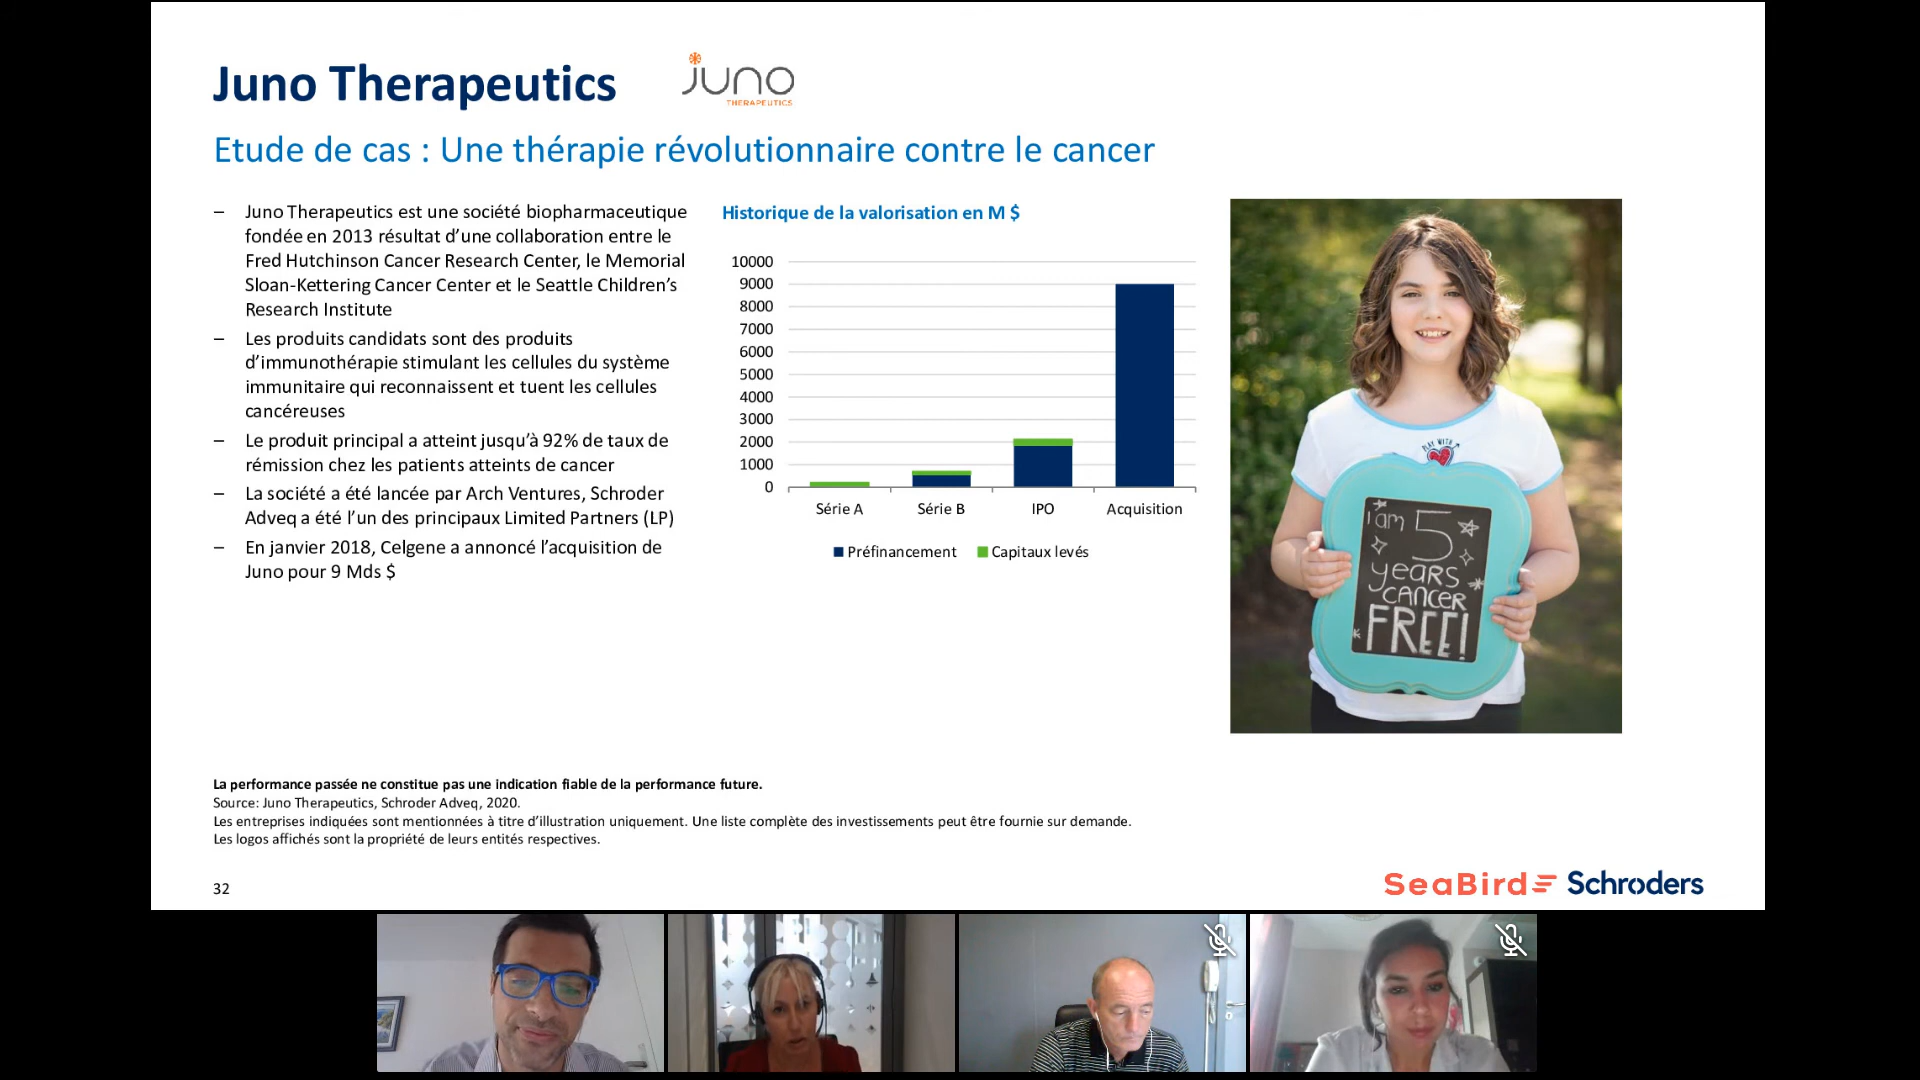 Juno Therapeutics
juno
THERAPEUTICS
Etude de cas : Une thérapie révolutionnaire contre le cancer
– Juno Therapeutics est une société biopharmaceutique
fondée en 2013 résultat d’une collaboration entre le
Fred Hutchinson Cancer Research Center, le Memorial
Sloan-Kettering Cancer Center et le Seattle Children’s
Research Institute
– Les produits candidats sont des produits
d’immunothérapie stimulant les cellules du système
immunitaire qui reconnaissent et tuent les cellules
cancéreuses
– Le produit principal a atteint jusqu’à 92% de taux de
rémission chez les patients atteints de cancer
– La société a été lancée par Arch Ventures, Schroder
Adveq a été l’un des principaux Limited Partners (LP)
– En janvier 2018, Celgene a annoncé l’acquisition de
Juno pour 9 Mds $
Historique de la valorisation en M $
10000
9000
8000
7000
6000
5000
4000
3000
2000
1000
0
Série A Série B IPO Acquisition
Préfinancement Capitaux levés
PLAY WITH
I am 5
years
CANCER
FREE!
La performance passée ne constitue pas une indication fiable de la performance future.
Source: Juno Therapeutics, Schroder Adveq, 2020.
Les entreprises indiquées sont mentionnées à titre d’illustration uniquement. Une liste complète des investissements peut être fournie sur demande.
Les logos affichés sont la propriété de leurs entités respectives.
32
SeaBird Schroders